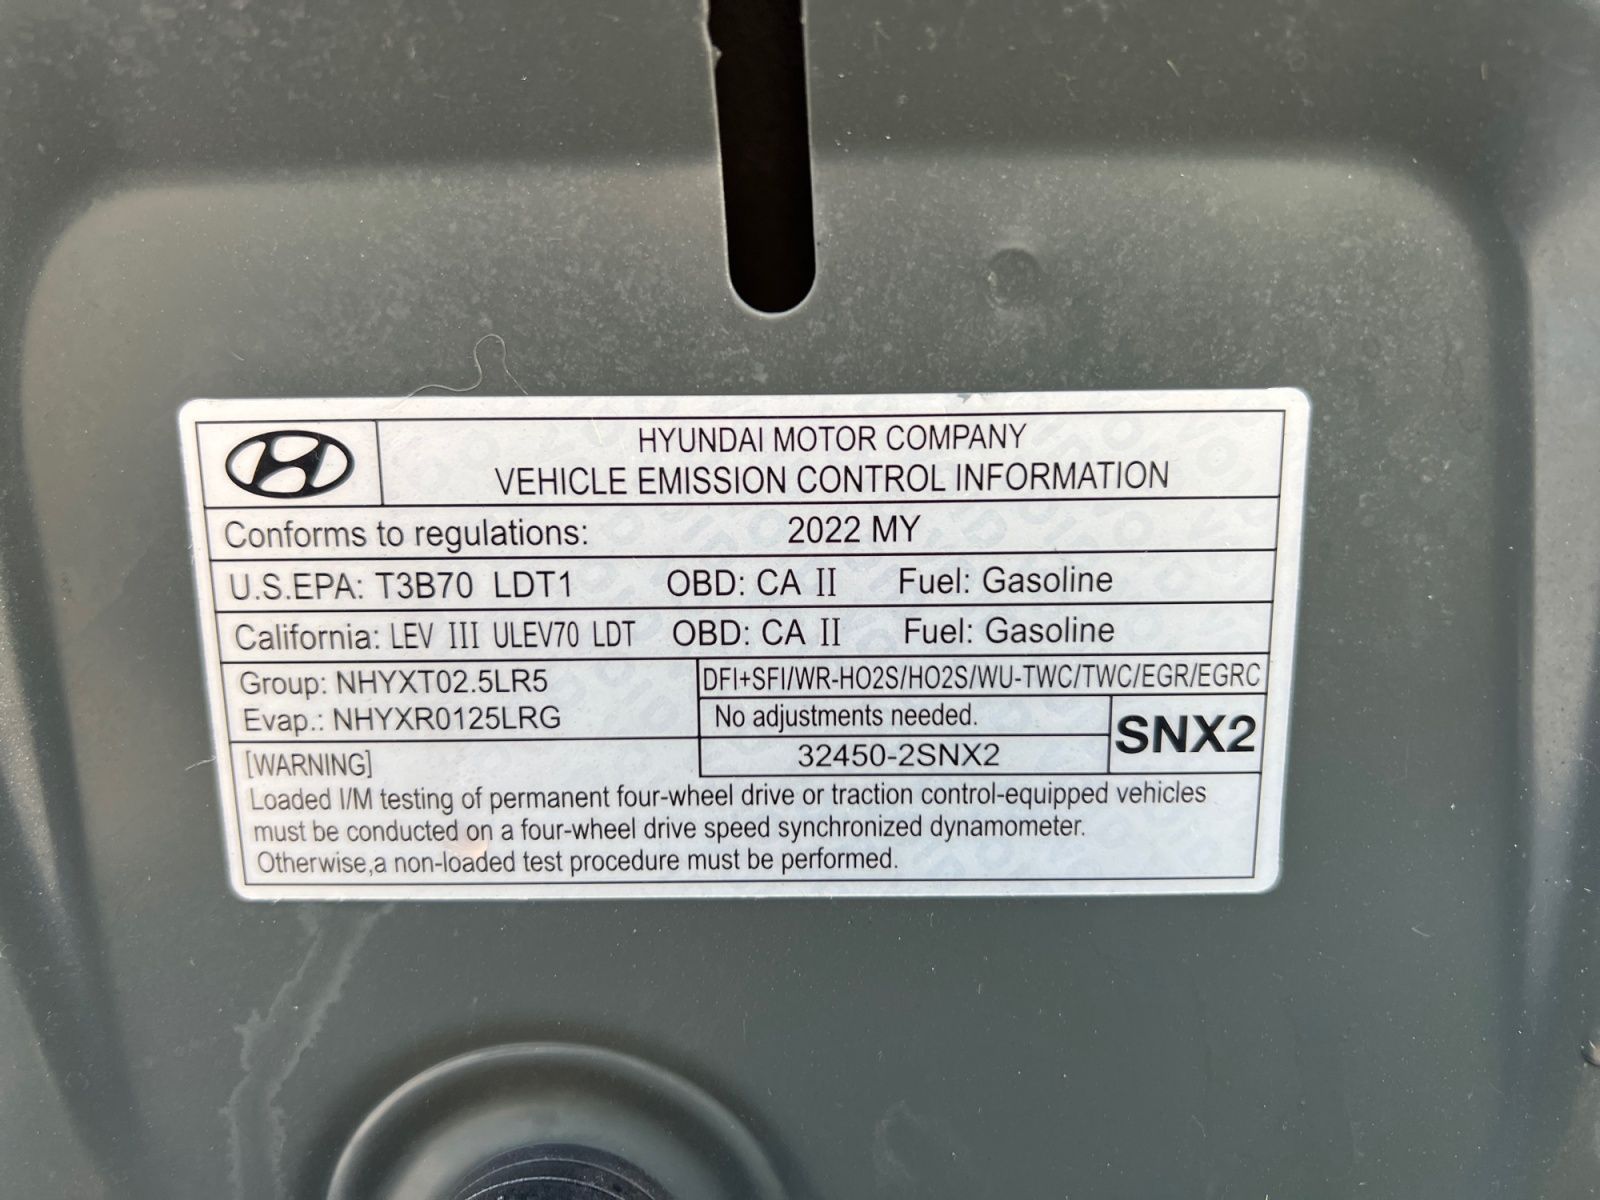 HYUNDAI MOTOR COMPANY
VEHICLE EMISSION CONTROL INFORMATION
Conforms to regulations: 2022 MY
U.S.EPA: T3B70 LDT1 OBD: CA II Fuel: Gasoline
California: LEV III ULEV70 LDT OBD: CA II Fuel: Gasoline
Group: NHYXT02.5LR5
Evap.: NHYXR0125LRG
DFI+SFI/WR-HO2S/HO2S/WU-TWC/TWC/EGR/EGRC
No adjustments needed.
32450-2SNX2
SNX2
[WARNING]
Loaded I/M testing of permanent four-wheel drive or traction control-equipped vehicles
must be conducted on a four-wheel drive speed synchronized dynamometer.
Otherwise,a non-loaded test procedure must be performed.